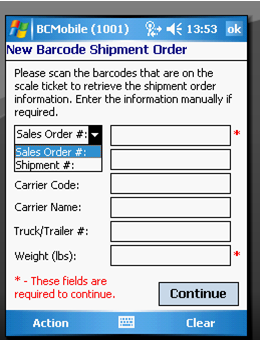 BCMobile (1001) 13:53 ok
New Barcode Shipment Order
Please scan the barcodes that are on the
scale ticket to retrieve the shipment order
information. Enter the information manually if
required.
Sales Order #: *
Sales Order #:
Shipment #:
Carrier Code:
Carrier Name:
Truck/Trailer #:
Weight (lbs): *
* - These fields are
required to continue.
Continue
Action Clear